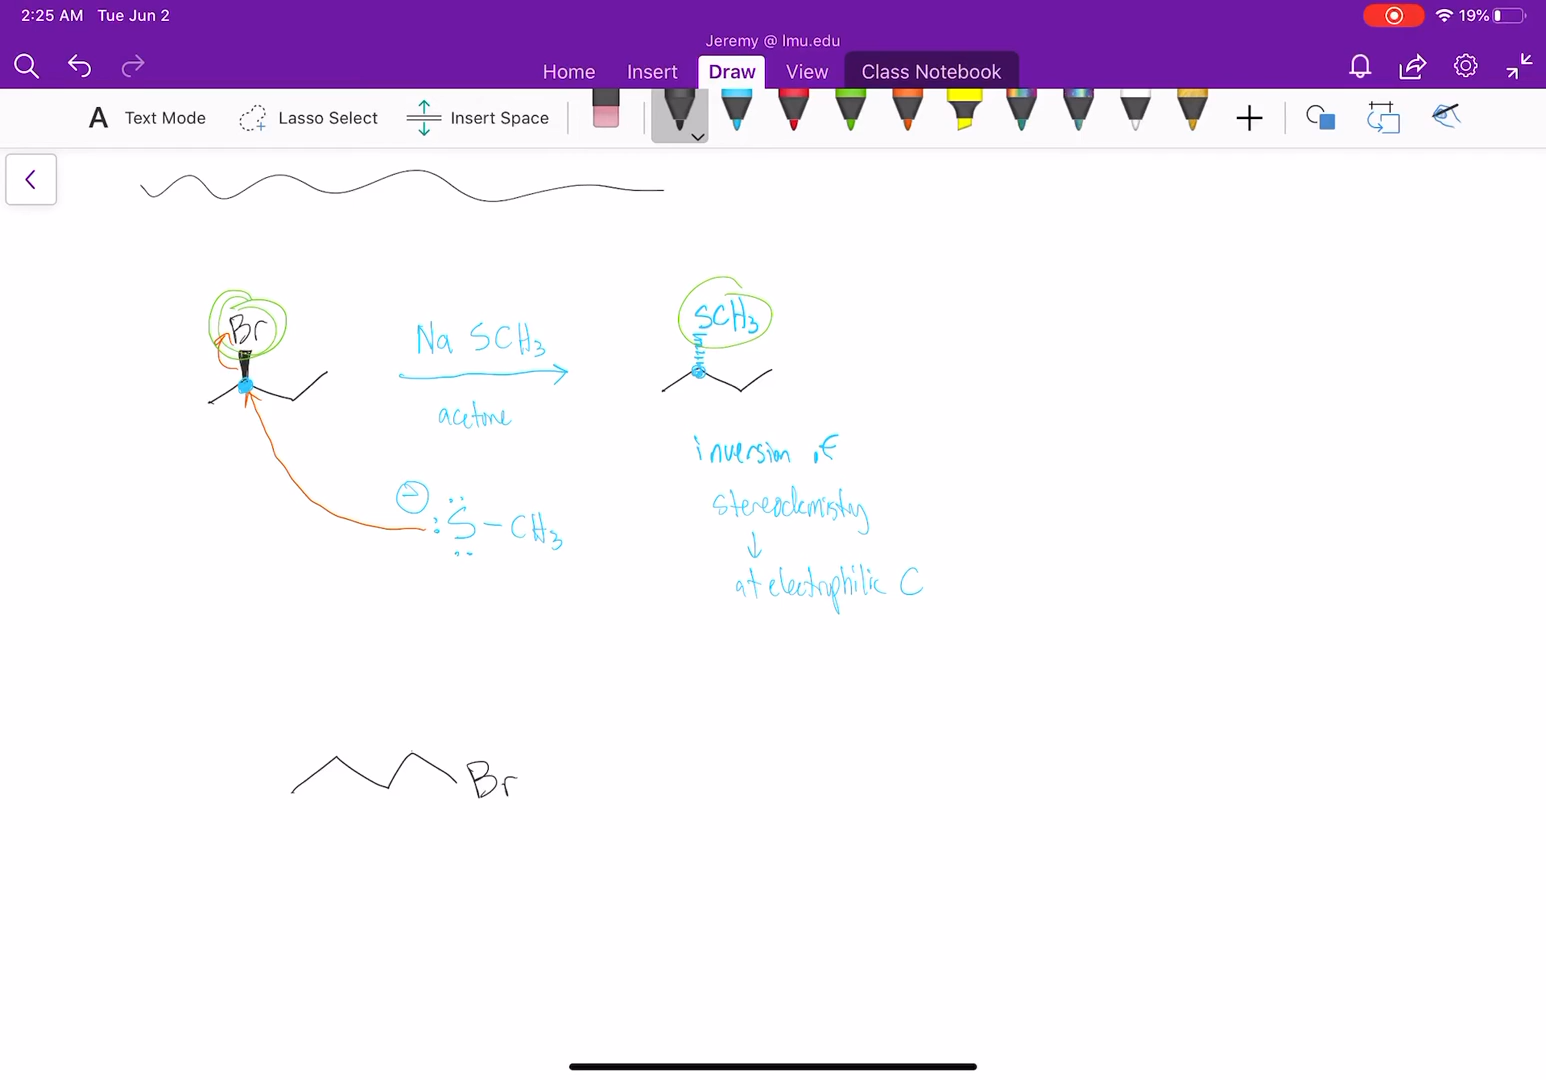 2:25 AM Tue Jun 2
19%
Jeremy @ lmu.edu
Home Insert Draw View Class Notebook
A Text Mode Lasso Select Insert Space
Br
Na SCH3
acetone
SCH3
inversion of
stereochemistry
↓
at electrophilic C
:S̈ - CH3
Br